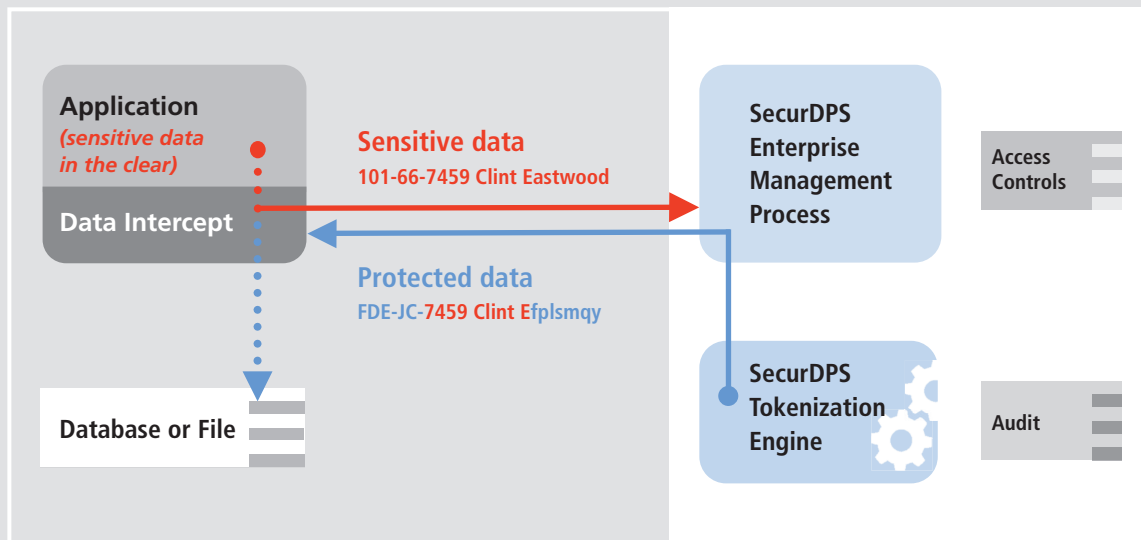 Application
(sensitive data
in the clear)
Data Intercept
Sensitive data
101-66-7459 Clint Eastwood
Protected data
FDE-JC-7459 Clint Efplsmqy
Database or File
SecurDPS
Enterprise
Management
Process
SecurDPS
Tokenization
Engine
Access
Controls
Audit